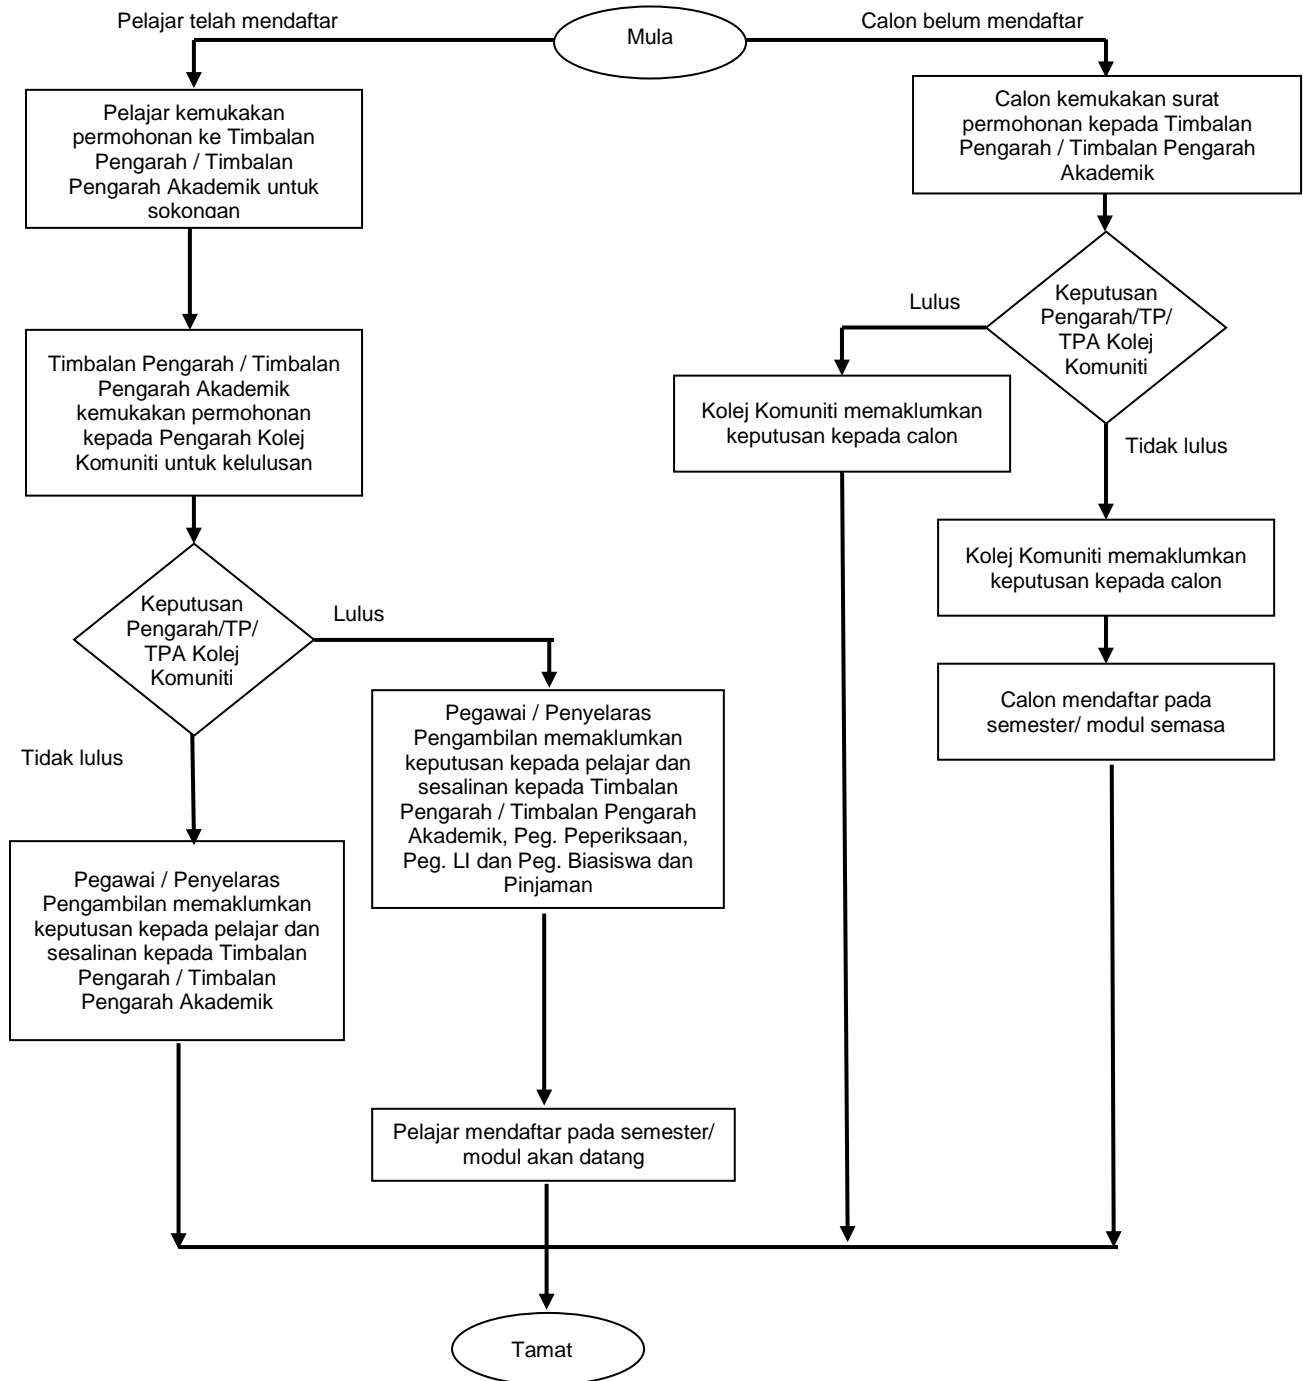 Pelajar telah mendaftar
Mula
Calon belum mendaftar
Pelajar kemukakan
permohonan ke Timbalan
Pengarah / Timbalan
Pengarah Akademik untuk
sokongan
Calon kemukakan surat
permohonan kepada Timbalan
Pengarah / Timbalan Pengarah
Akademik
Timbalan Pengarah / Timbalan
Pengarah Akademik
kemukakan permohonan
kepada Pengarah Kolej
Komuniti untuk kelulusan
Lulus
Keputusan
Pengarah/TP/
TPA Kolej
Komuniti
Kolej Komuniti memaklumkan
keputusan kepada calon
Tidak lulus
Kolej Komuniti memaklumkan
keputusan kepada calon
Calon mendaftar pada
semester/ modul semasa
Keputusan
Pengarah/TP/
TPA Kolej
Komuniti
Lulus
Tidak lulus
Pegawai / Penyelaras
Pengambilan memaklumkan
keputusan kepada pelajar dan
sesalinan kepada Timbalan
Pengarah / Timbalan Pengarah
Akademik, Peg. Peperiksaan,
Peg. LI dan Peg. Biasiswa dan
Pinjaman
Pegawai / Penyelaras
Pengambilan memaklumkan
keputusan kepada pelajar dan
sesalinan kepada Timbalan
Pengarah / Timbalan
Pengarah Akademik
Pelajar mendaftar pada semester/
modul akan datang
Tamat